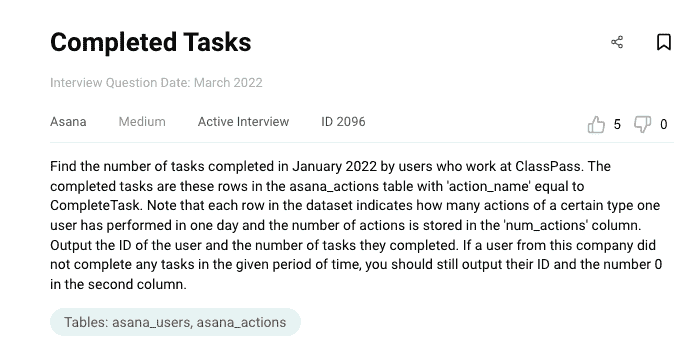 Completed Tasks
Interview Question Date: March 2022
Asana Medium Active Interview ID 2096 5 0
Find the number of tasks completed in January 2022 by users who work at ClassPass. The
completed tasks are these rows in the asana_actions table with 'action_name' equal to
CompleteTask. Note that each row in the dataset indicates how many actions of a certain type one
user has performed in one day and the number of actions is stored in the 'num_actions' column.
Output the ID of the user and the number of tasks they completed. If a user from this company did
not complete any tasks in the given period of time, you should still output their ID and the number 0
in the second column.
Tables: asana_users, asana_actions